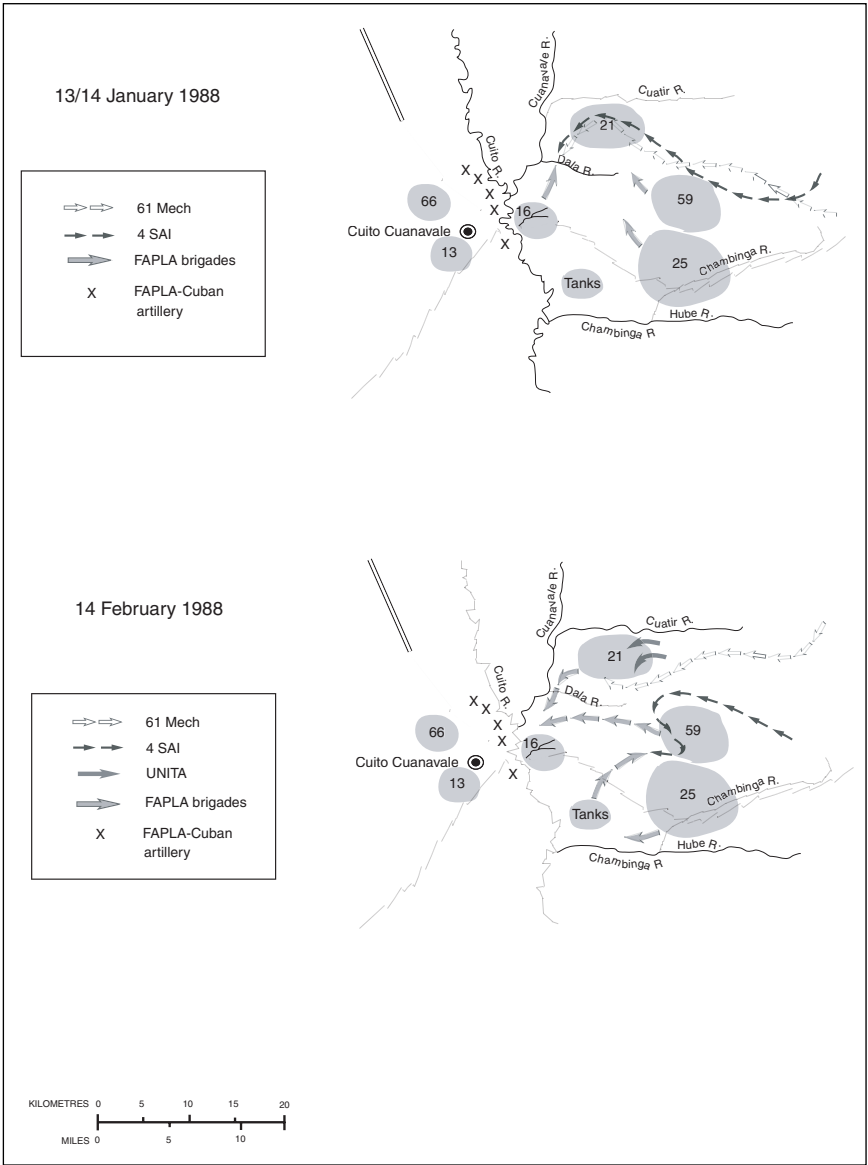 13/14 January 1988
Cuanavale R.
Cuatir R.
21
Cuito R.
Dala R.
66
59
16
Cuito Cuanavale
13
25
Chambinga R.
Tanks
Hube R.
Chambinga R
61 Mech
4 SAI
FAPLA brigades
X FAPLA-Cuban
artillery
X
X
X
X
X
14 February 1988
Cuanavale R.
Cuatir R.
21
Cuito R.
Dala R.
66
59
16
Cuito Cuanavale
13
25
Chambinga R.
Tanks
Hube R.
Chambinga R
61 Mech
4 SAI
UNITA
FAPLA brigades
X FAPLA-Cuban
artillery
X
X
X
X
X
KILOMETRES 0 5 10 15 20
MILES 0 5 10